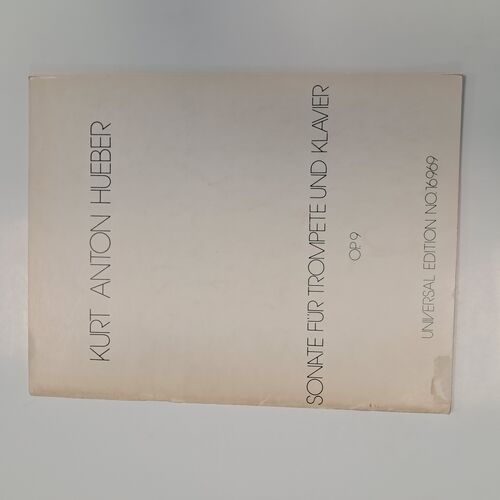 KURT ANTON HUEBER
SONATE FÜR TROMPETE UND KLAVIER
OP. 9
UNIVERSAL EDITION NO. 16969